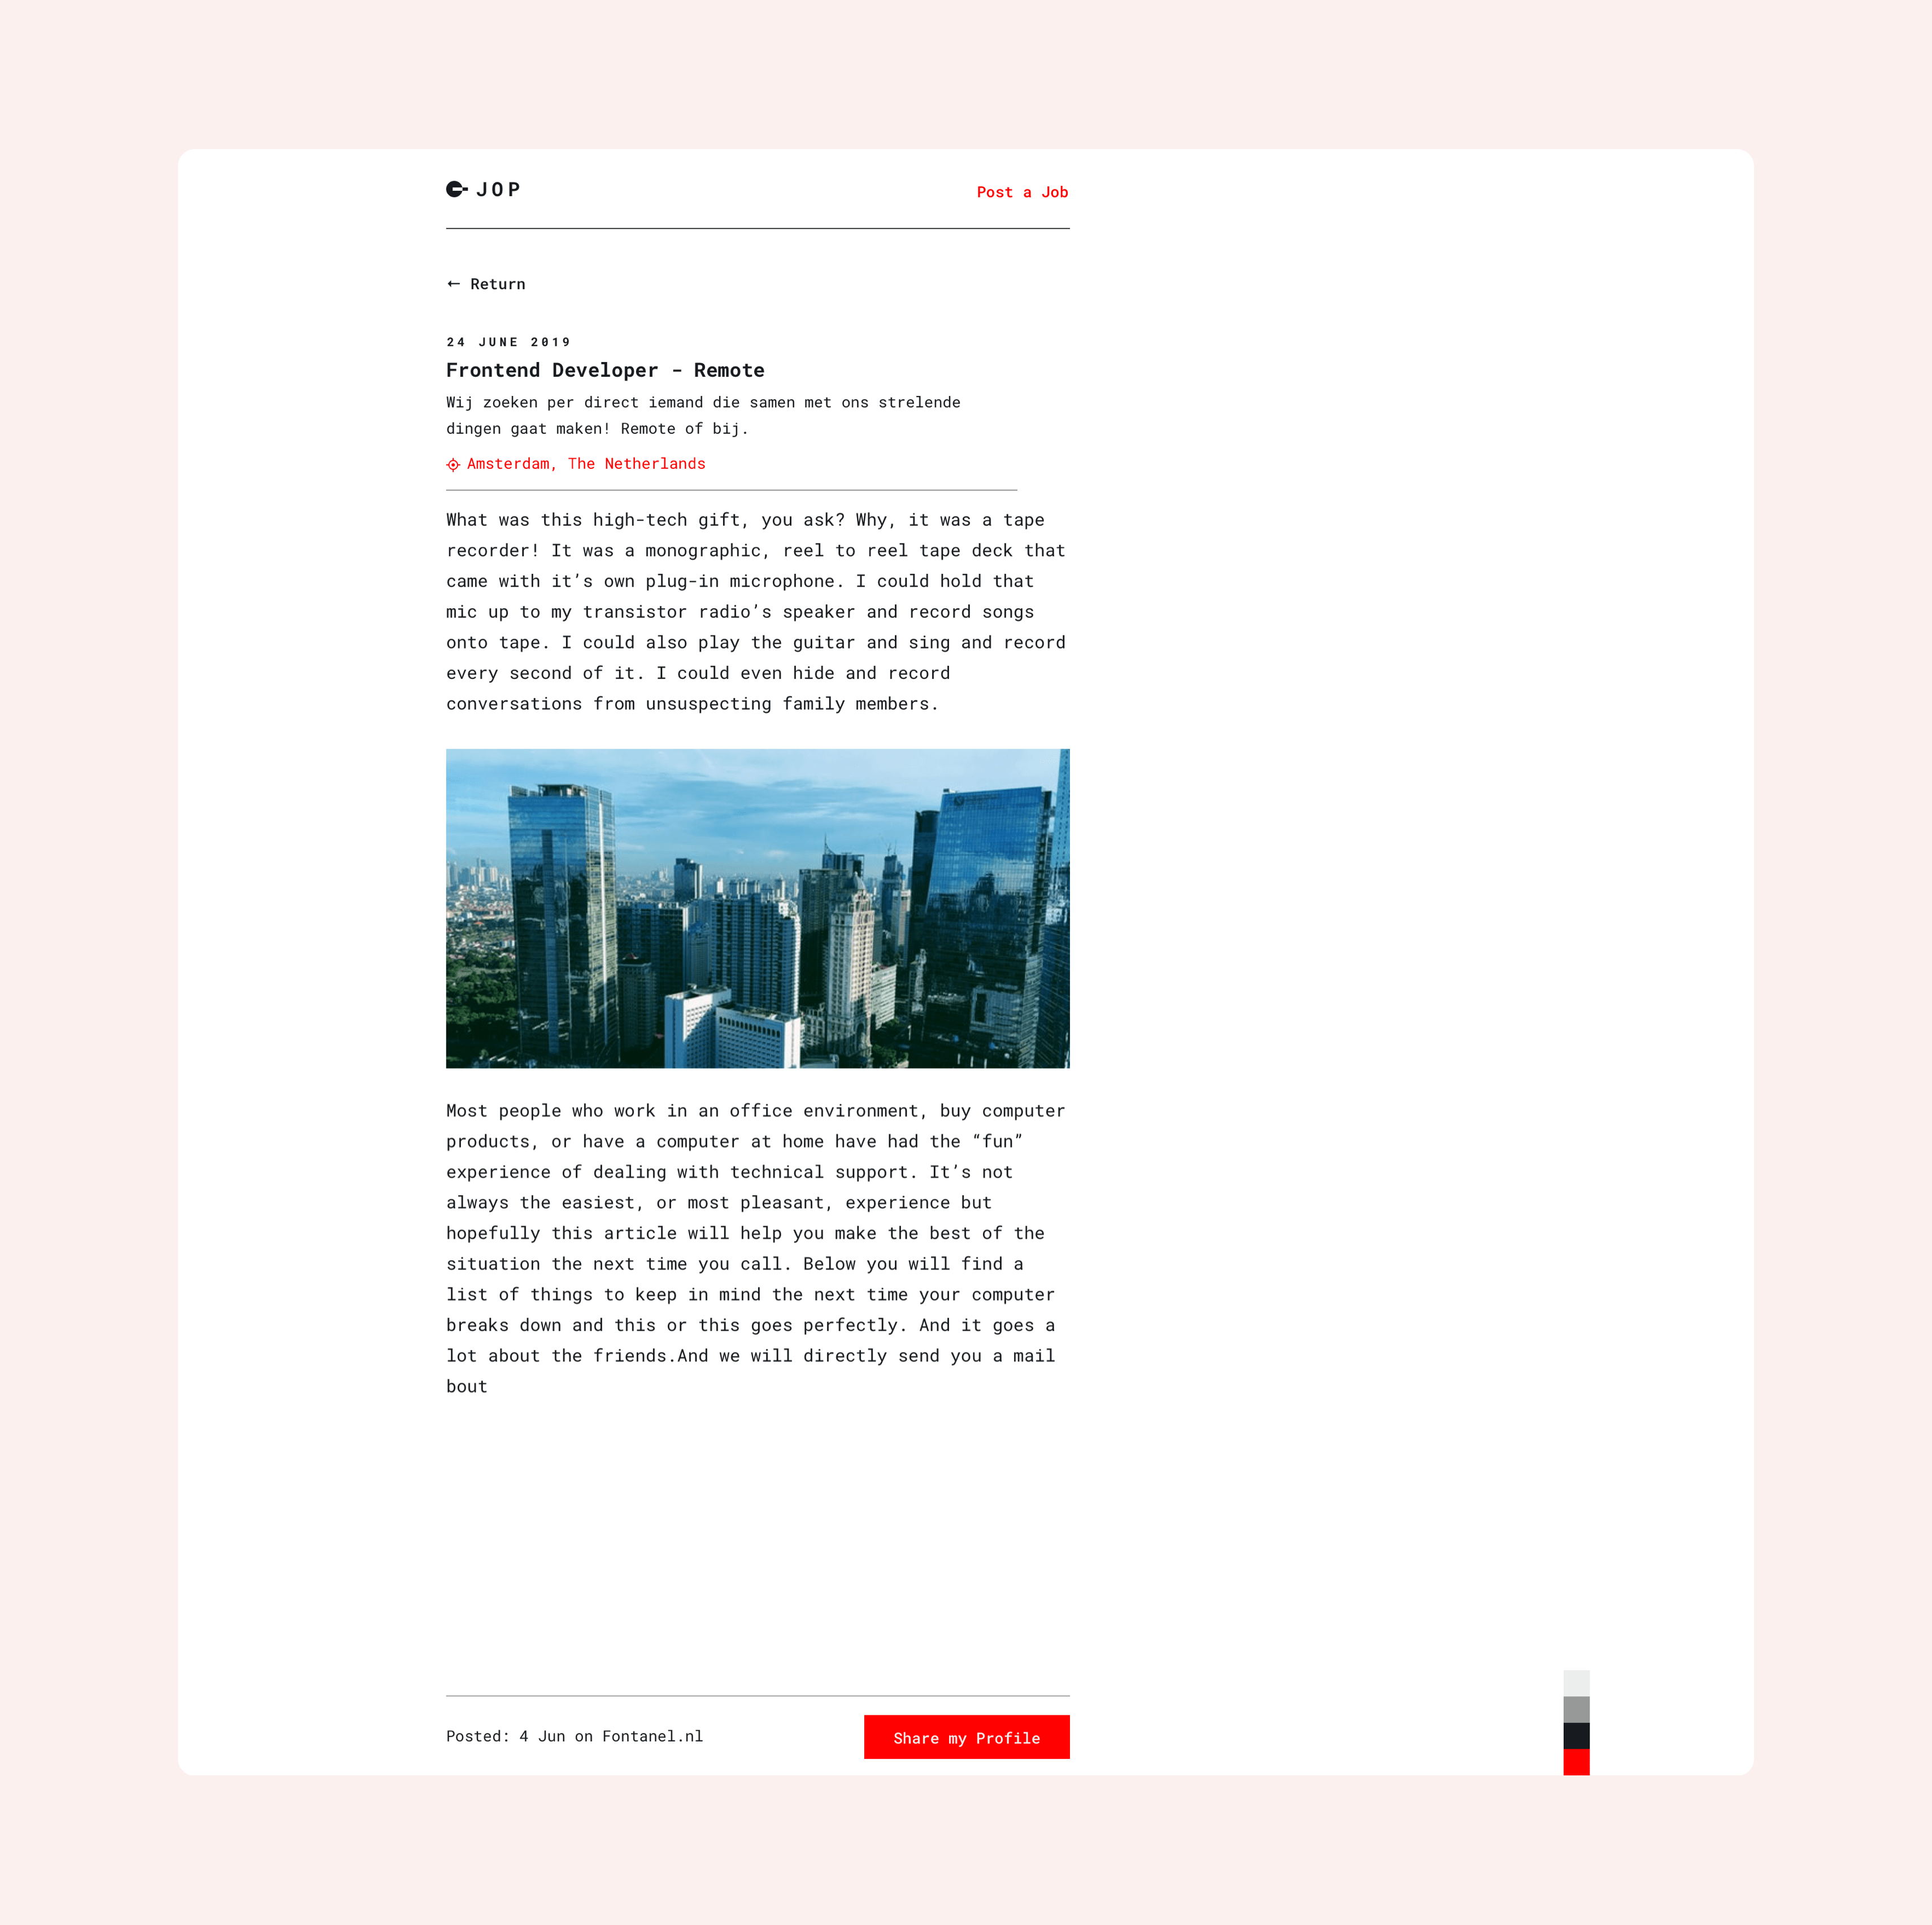 JOP
Post a Job
← Return
24 JUNE 2019
Frontend Developer - Remote
Wij zoeken per direct iemand die samen met ons strelende
dingen gaat maken! Remote of bij.
Amsterdam, The Netherlands
What was this high-tech gift, you ask? Why, it was a tape
recorder! It was a monographic, reel to reel tape deck that
came with it’s own plug-in microphone. I could hold that
mic up to my transistor radio’s speaker and record songs
onto tape. I could also play the guitar and sing and record
every second of it. I could even hide and record
conversations from unsuspecting family members.
Most people who work in an office environment, buy computer
products, or have a computer at home have had the “fun”
experience of dealing with technical support. It’s not
always the easiest, or most pleasant, experience but
hopefully this article will help you make the best of the
situation the next time you call. Below you will find a
list of things to keep in mind the next time your computer
breaks down and this or this goes perfectly. And it goes a
lot about the friends.And we will directly send you a mail
bout
Posted: 4 Jun on Fontanel.nl
Share my Profile